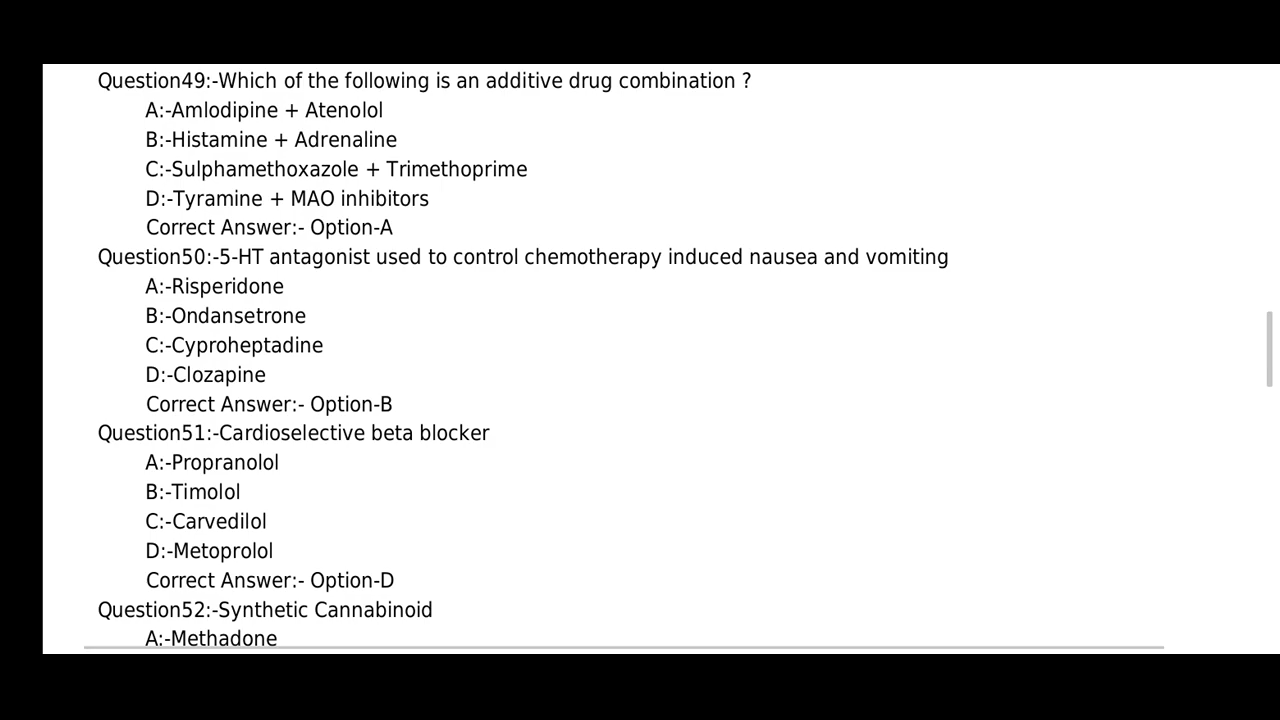 Question49:-Which of the following is an additive drug combination ?
A:-Amlodipine + Atenolol
B:-Histamine + Adrenaline
C:-Sulphamethoxazole + Trimethoprime
D:-Tyramine + MAO inhibitors
Correct Answer:- Option-A
Question50:-5-HT antagonist used to control chemotherapy induced nausea and vomiting
A:-Risperidone
B:-Ondansetrone
C:-Cyproheptadine
D:-Clozapine
Correct Answer:- Option-B
Question51:-Cardioselective beta blocker
A:-Propranolol
B:-Timolol
C:-Carvedilol
D:-Metoprolol
Correct Answer:- Option-D
Question52:-Synthetic Cannabinoid
A:-Methadone